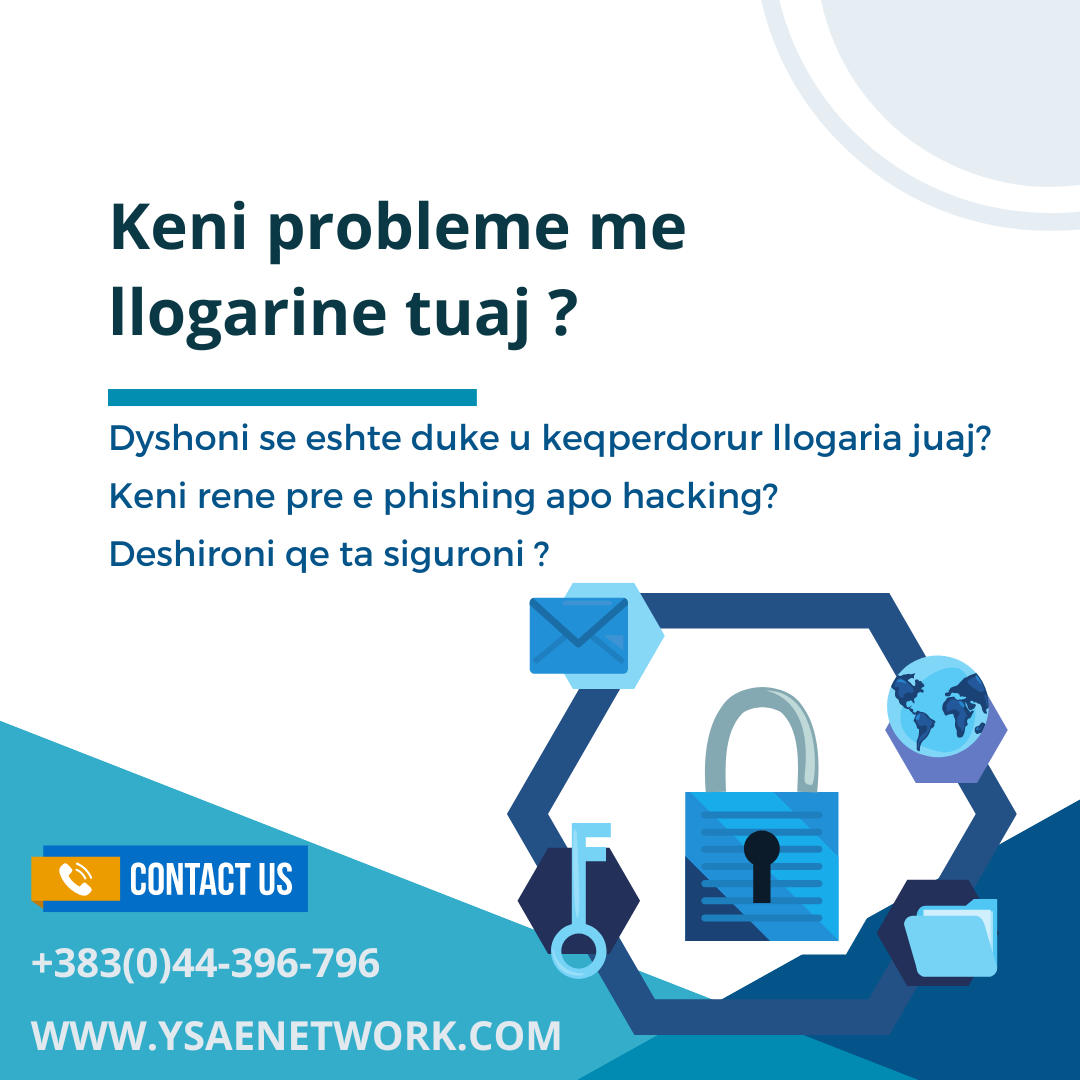 Keni probleme me
llogarine tuaj ?
Dyshoni se eshte duke u keqperdorur llogaria juaj?
Keni rene pre e phishing apo hacking?
Deshironi qe ta siguroni ?
CONTACT US
+383(0)44-396-796
WWW.YSAENETWORK.COM